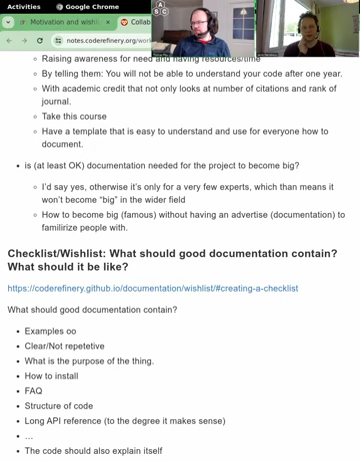 Activities Google Chrome
Motivation and wishli
Collab
notes.coderefinery.org/wor
Raising awareness for need and having resources/time
By telling them: You will not be able to understand your code after one year.
With academic credit that not only looks at number of citations and rank of
journal.
Take this course
Have a template that is easy to understand and use for everyone how to
document.
is (at least OK) documentation needed for the project to become big?
I'd say yes, otherwise it's only for a very few experts, which than means it
won't become "big" in the wider field
How to become big (famous) without having an advertise (documentation) to
familirize people with.
Checklist/Wishlist: What should good documentation contain?
What should it be like?
https://coderefinery.github.io/documentation/wishlist/#creating-a-checklist
What should good documentation contain?
Examples oo
Clear/Not repetetive
What is the purpose of the thing.
How to install
FAQ
Structure of code
Long API reference (to the degree it makes sense)
...
The code should also explain itself